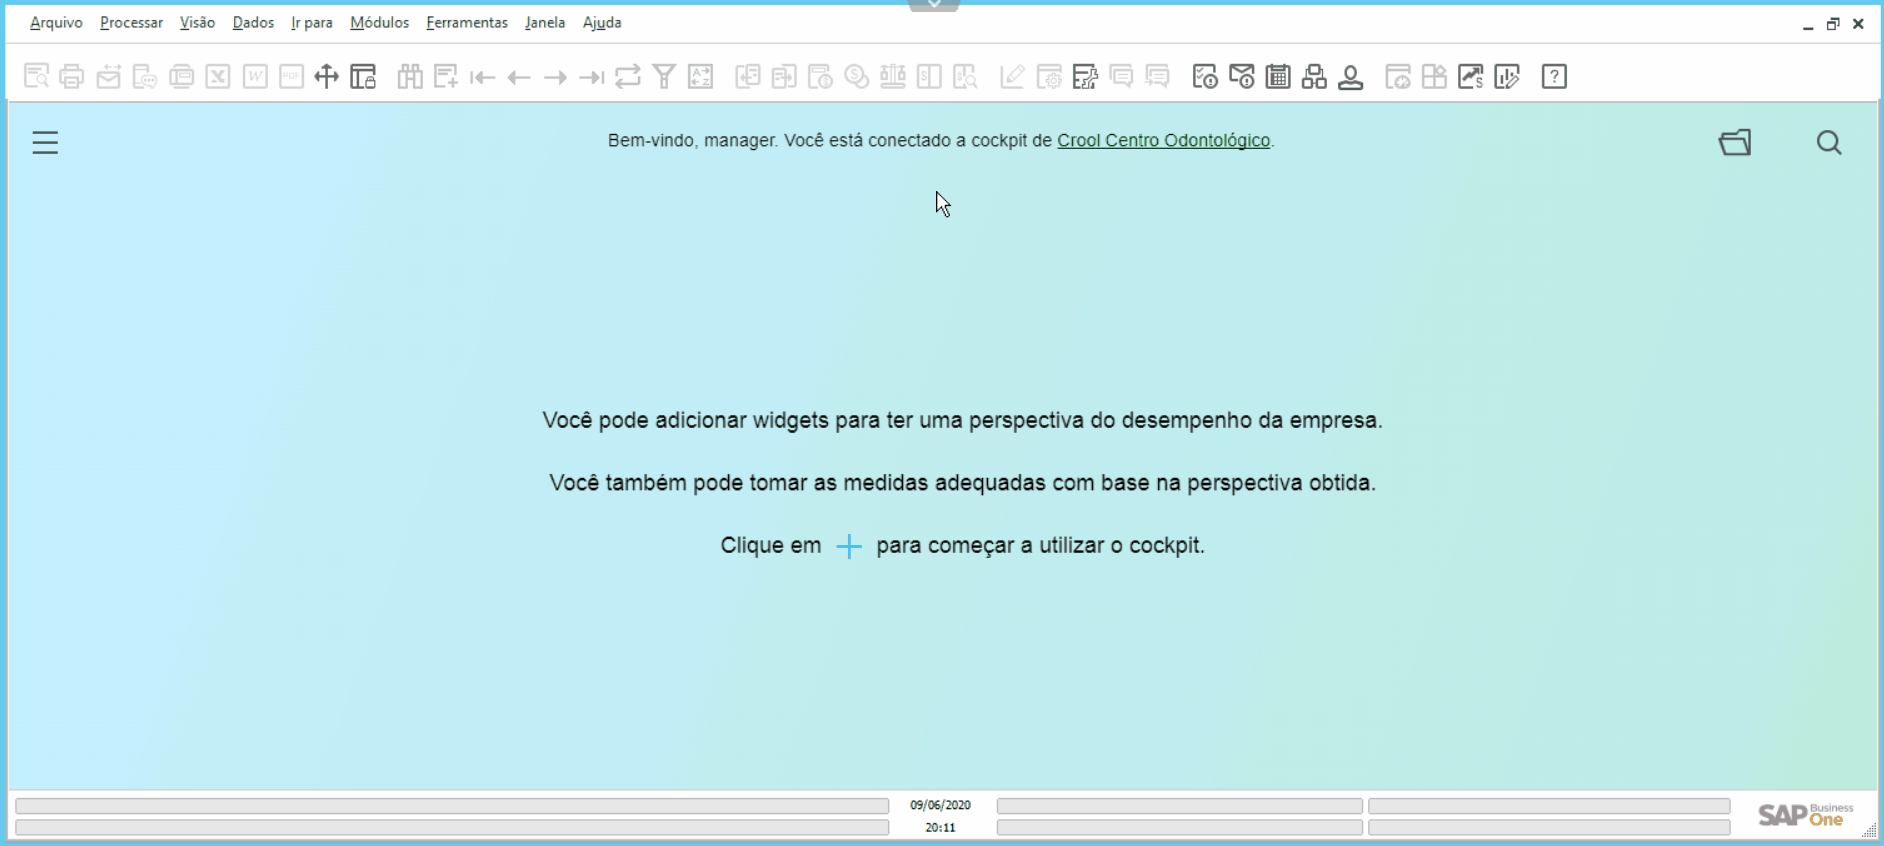 Arquivo Processar Visão Dados Ir para Módulos Ferramentas Janela Ajuda
Bem-vindo, manager. Você está conectado a cockpit de Crool Centro Odontológico.
Você pode adicionar widgets para ter uma perspectiva do desempenho da empresa.
Você também pode tomar as medidas adequadas com base na perspectiva obtida.
Clique em + para começar a utilizar o cockpit.
09/06/2020
20:11
SAP Business One